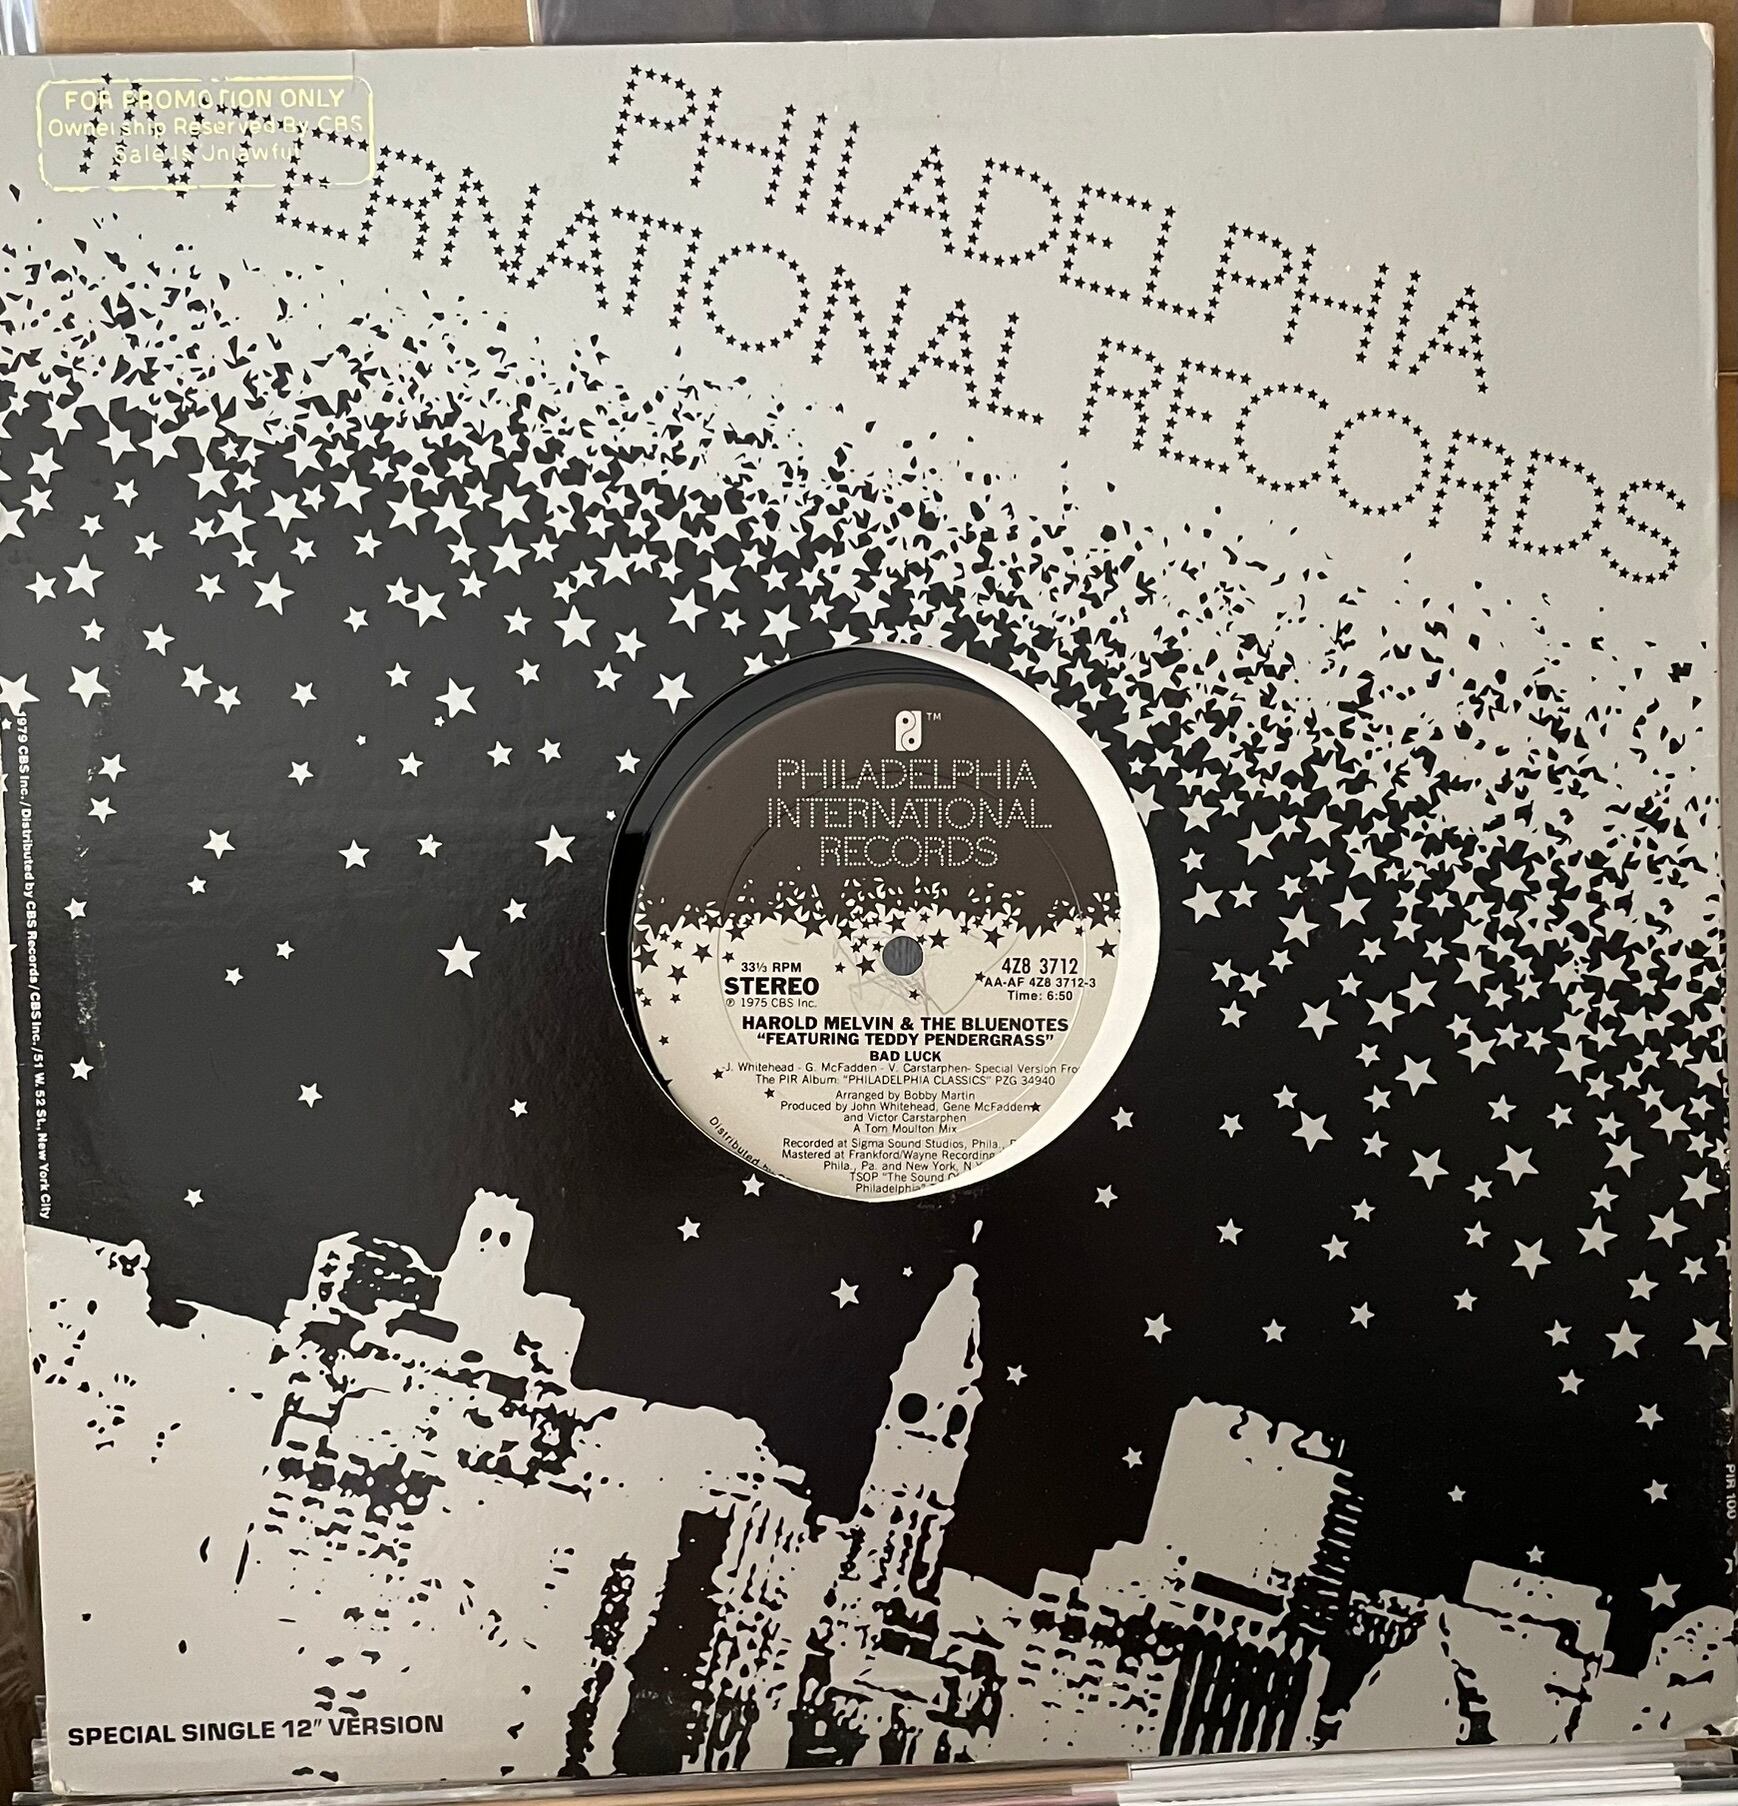 FOR PROMOTION ONLY
Ownership Reserved By CBS
Sale Is Unlawful
PHILADELPHIA
INTERNATIONAL RECORDS
1979 CBS Inc./Distributed by CBS Records/CBS Inc./51 W. 52 St., New York City
TM
PHILADELPHIA
INTERNATIONAL
RECORDS
33⅓ RPM
STEREO
℗ 1975 CBS Inc.
4Z8 3712
AA-AF 4Z8 3712-3
Time: 6:50
HAROLD MELVIN & THE BLUENOTES
"FEATURING TEDDY PENDERGRASS"
BAD LUCK
J. Whitehead - G. McFadden - V. Carstarphen- Special Version Fro
The PIR Album: "PHILADELPHIA CLASSICS" PZG 34940
Arranged by Bobby Martin
Produced by John Whitehead, Gene McFadden
and Victor Carstarphen
A Tom Moulton Mix
Recorded at Sigma Sound Studios, Phila.,
Mastered at Frankford/Wayne Recording
Phila., Pa. and New York, N.Y
TSOP "The Sound O
Philadelphia"
Distributed b
PIR 100
SPECIAL SINGLE 12" VERSION